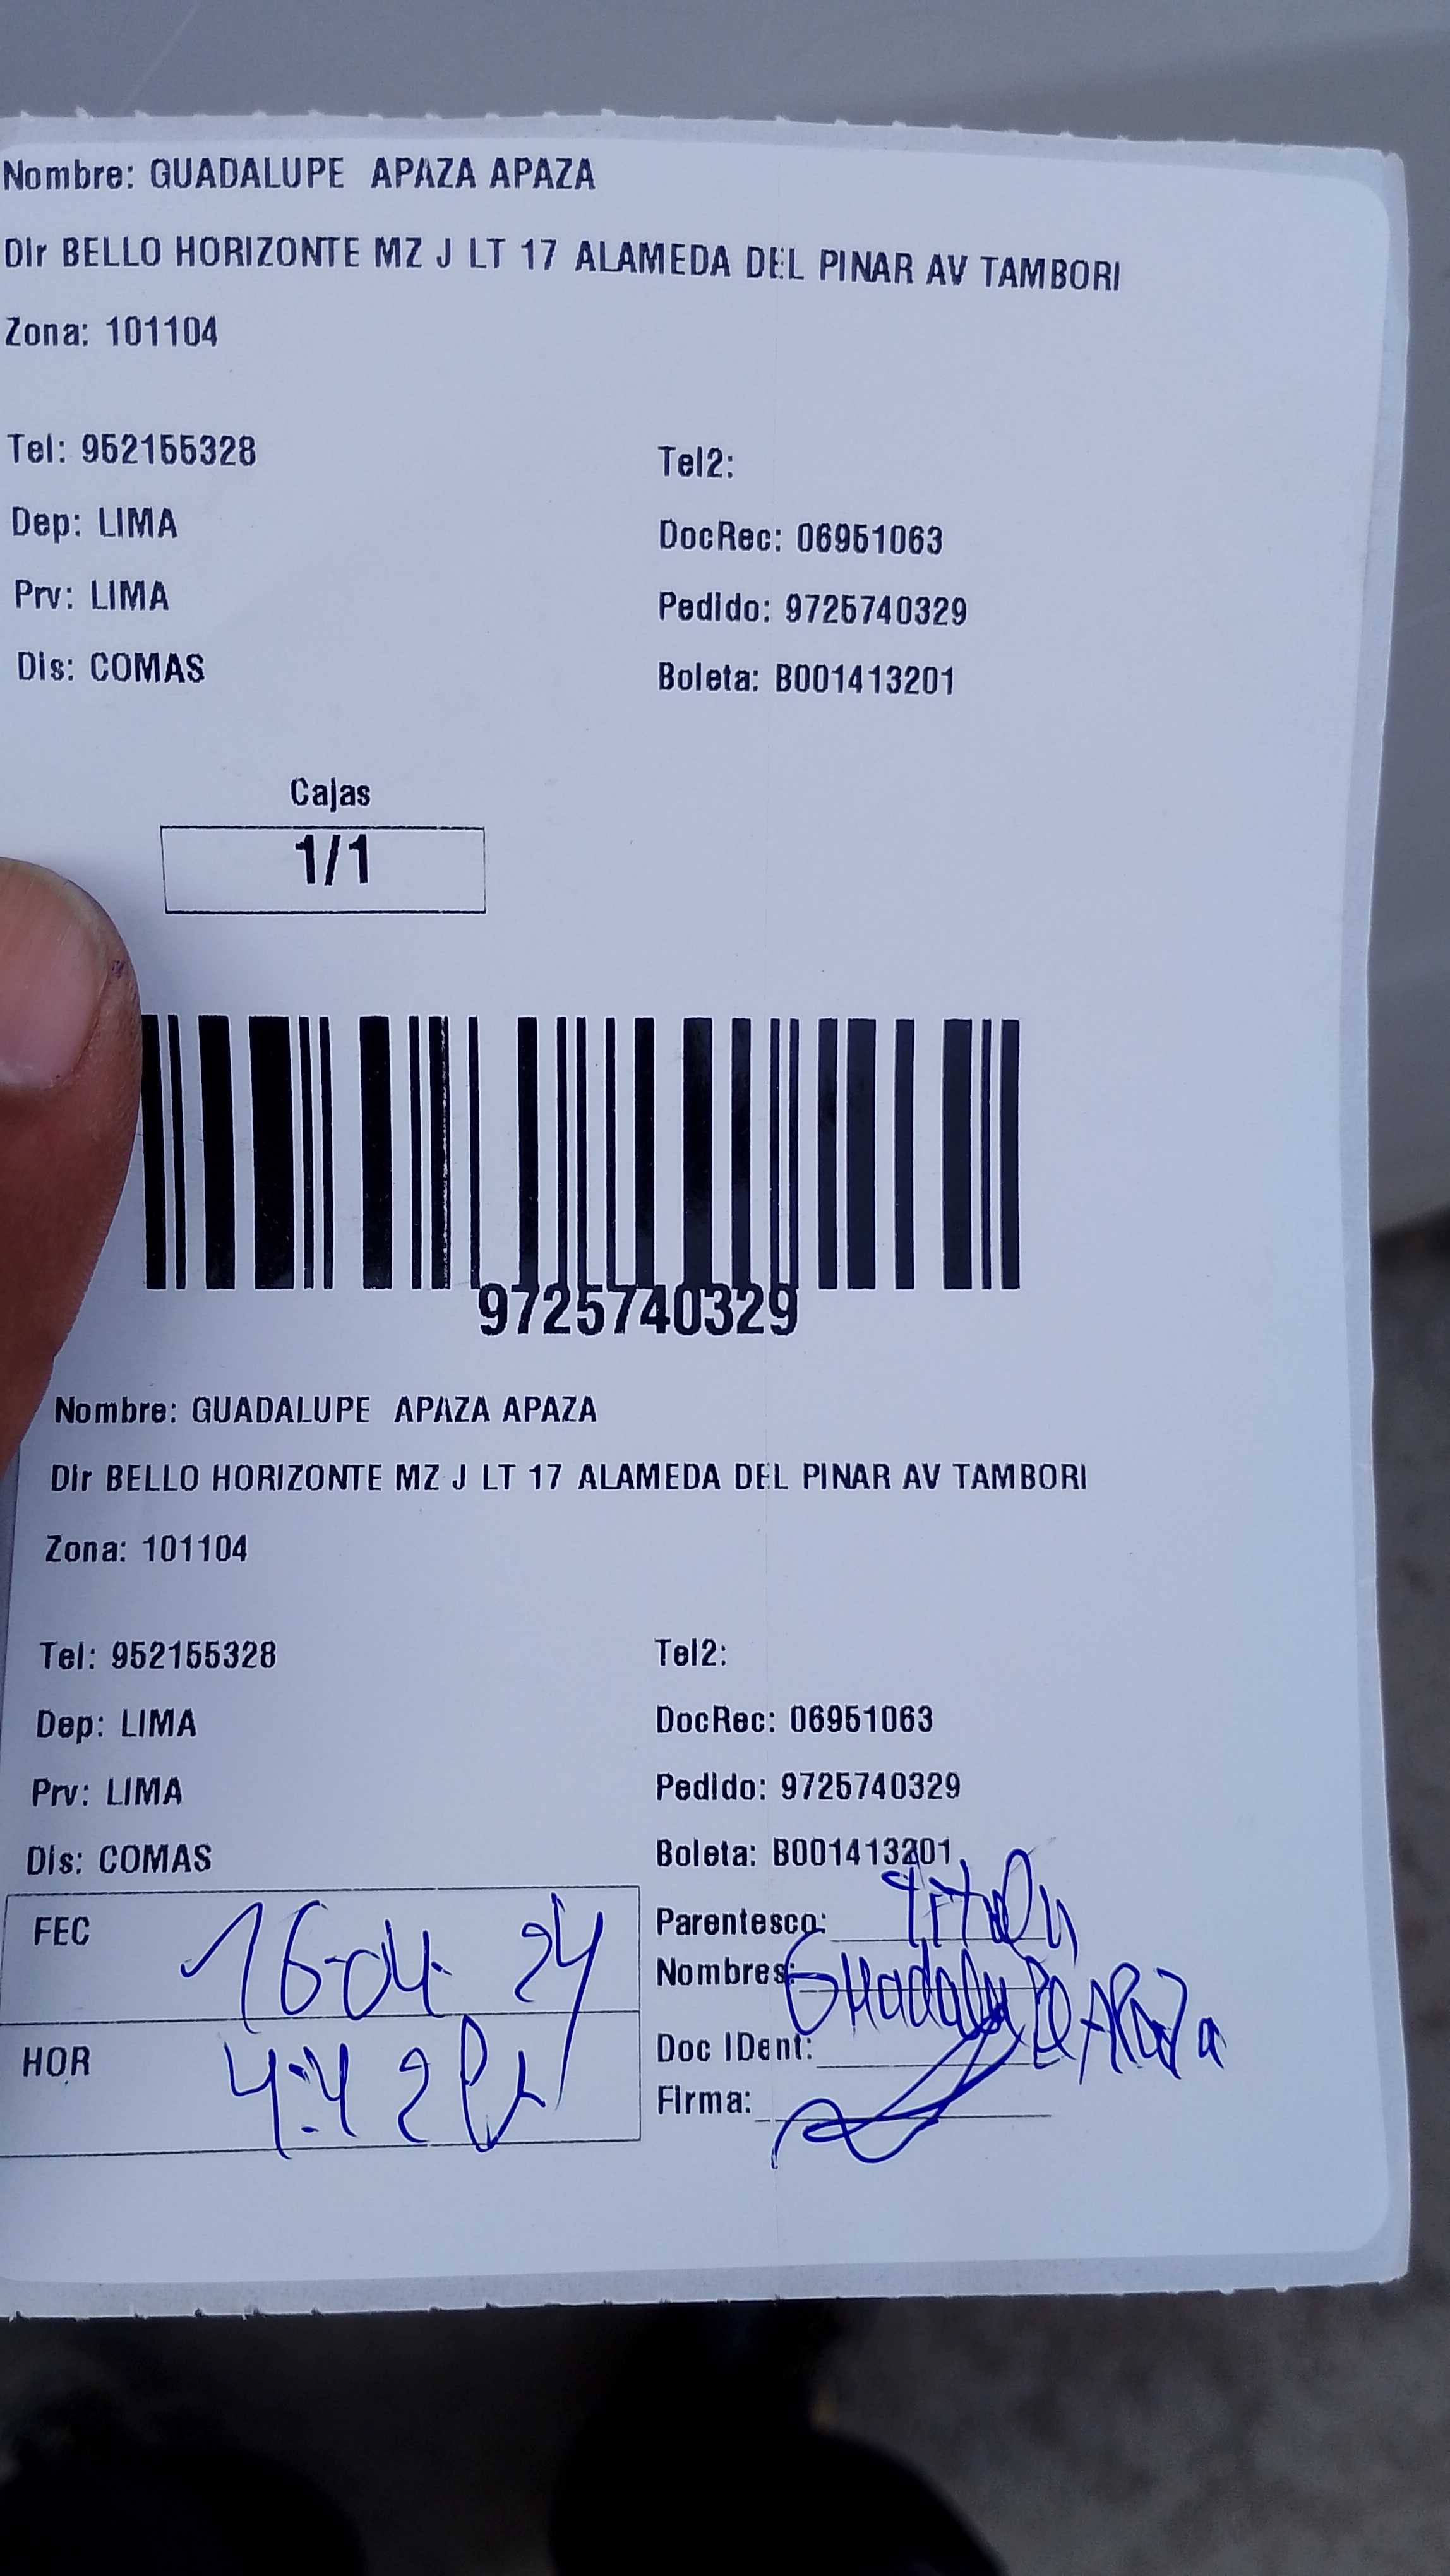 Nombre: GUADALUPE APAZA APAZA
Dir BELLO HORIZONTE MZ J LT 17 ALAMEDA DEL PINAR AV TAMBORI
Zona: 101104
Tel: 952155328 Tel2:
Dep: LIMA DocRec: 06951063
Prv: LIMA Pedido: 9725740329
Dis: COMAS Boleta: B001413201
Cajas
1/1
9725740329
Nombre: GUADALUPE APAZA APAZA
Dir BELLO HORIZONTE MZ J LT 17 ALAMEDA DEL PINAR AV TAMBORI
Zona: 101104
Tel: 952155328 Tel2:
Dep: LIMA DocRec: 06951063
Prv: LIMA Pedido: 9725740329
Dis: COMAS Boleta: B001413201
FEC 16-04-24 Parentesco:
Nombres: Guadalupe APaza
HOR 4:42 Doc IDent:
Firma: